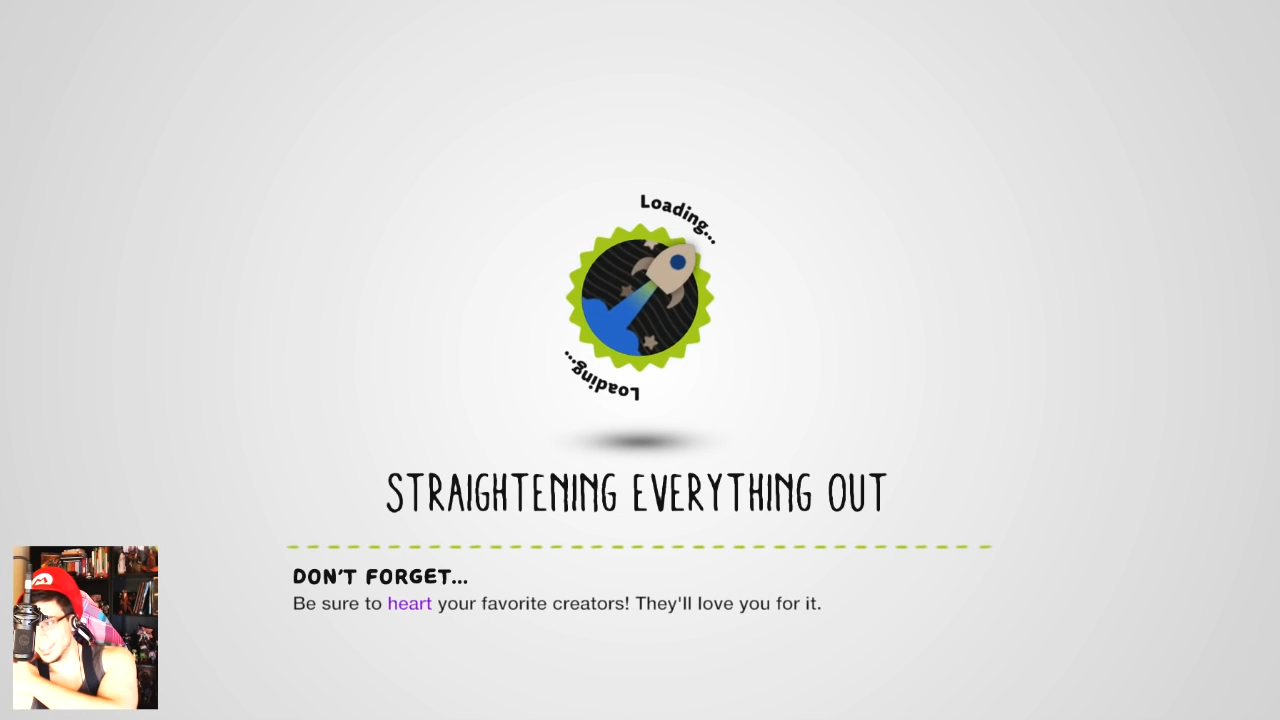 Loading...
Loading...
STRAIGHTENING EVERYTHING OUT
DON'T FORGET...
Be sure to heart your favorite creators! They'll love you for it.